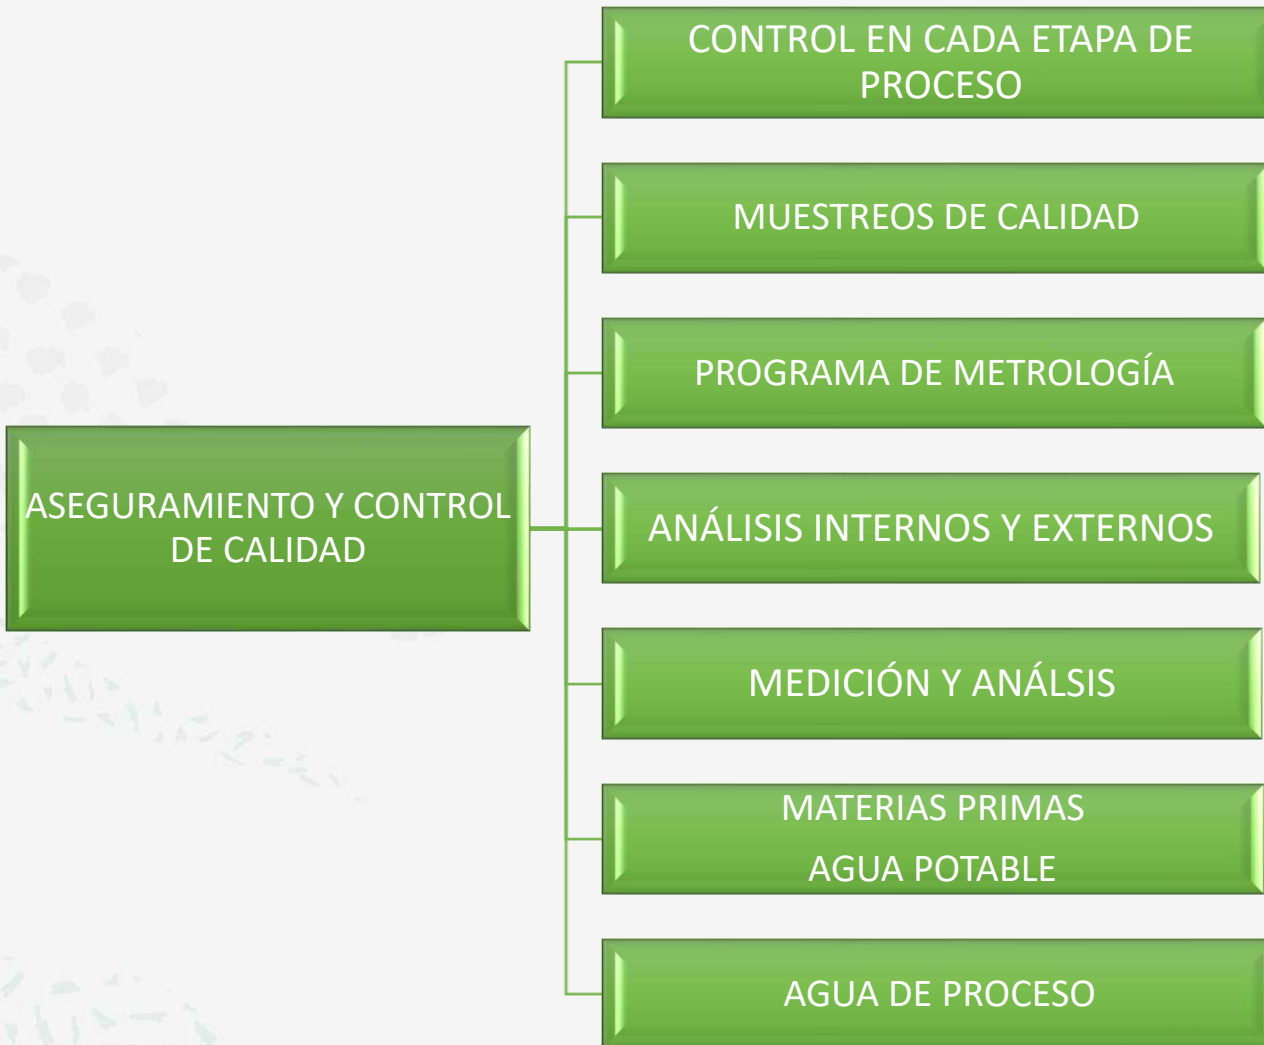 CONTROL EN CADA ETAPA DE
PROCESO
MUESTREOS DE CALIDAD
PROGRAMA DE METROLOGÍA
ASEGURAMIENTO Y CONTROL
DE CALIDAD
ANÁLISIS INTERNOS Y EXTERNOS
MEDICIÓN Y ANÁLSIS
MATERIAS PRIMAS
AGUA POTABLE
AGUA DE PROCESO